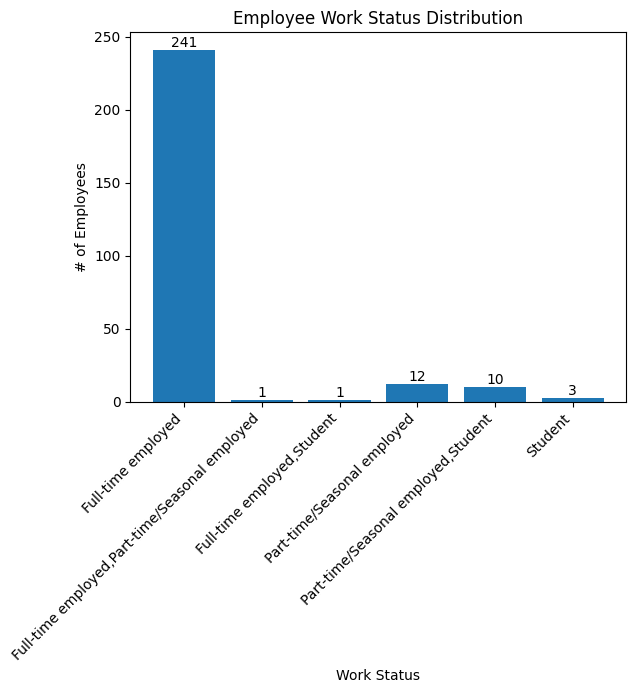 Employee Work Status Distribution
# of Employees
250
200
150
100
50
0
241
1
1
12
10
3
Full-time employed
Full-time employed,Part-time/Seasonal employed
Full-time employed,Student
Part-time/Seasonal employed
Part-time/Seasonal employed,Student
Student
Work Status